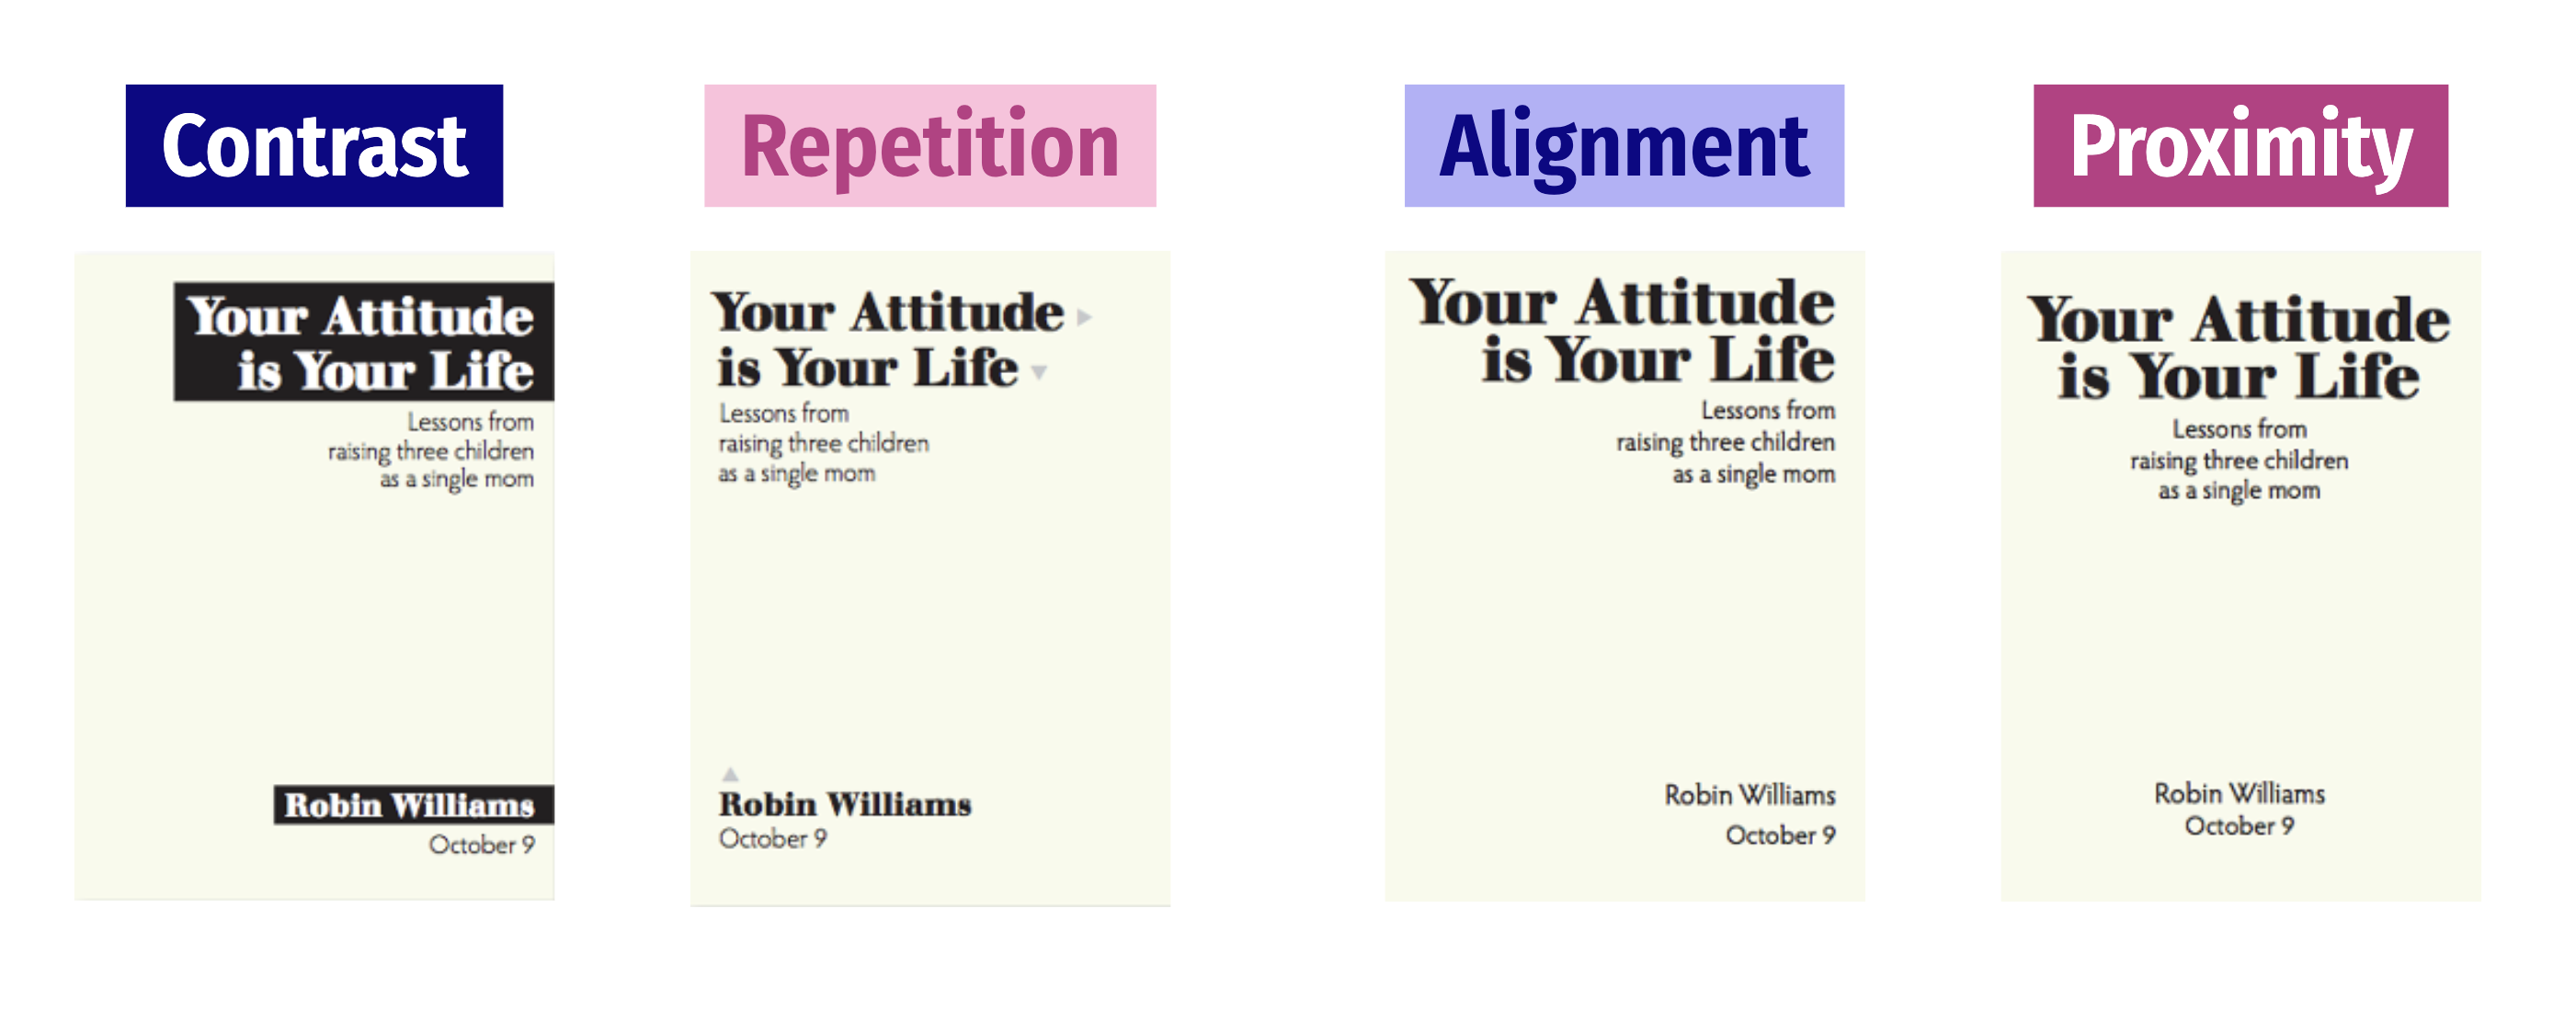 Contrast
Your Attitude
is Your Life
Lessons from
raising three children
as a single mom
Robin Williams
October 9
Repetition
Your Attitude
is Your Life
Lessons from
raising three children
as a single mom
Robin Williams
October 9
Alignment
Your Attitude
is Your Life
Lessons from
raising three children
as a single mom
Robin Williams
October 9
Proximity
Your Attitude
is Your Life
Lessons from
raising three children
as a single mom
Robin Williams
October 9